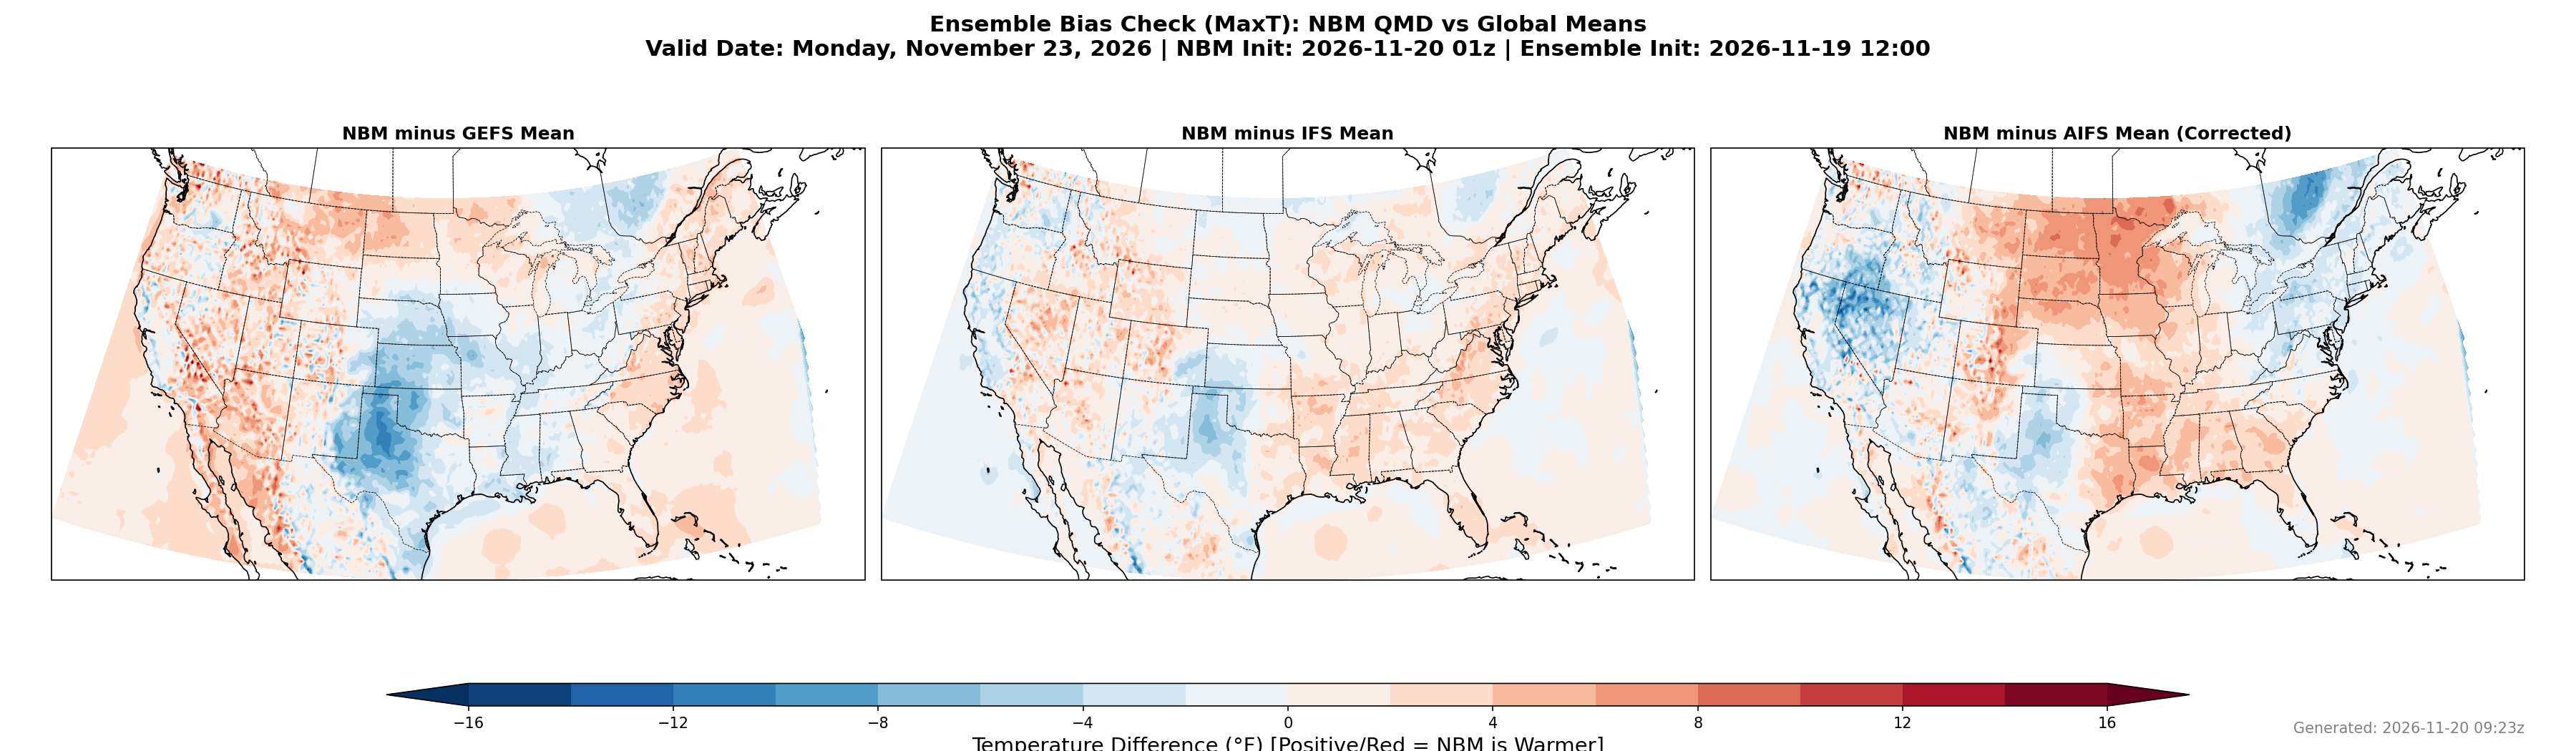 Ensemble Bias Check (MaxT): NBM QMD vs Global Means
Valid Date: Monday, November 23, 2026 | NBM Init: 2026-11-20 01z | Ensemble Init: 2026-11-19 12:00
NBM minus GEFS Mean
NBM minus IFS Mean
NBM minus AIFS Mean (Corrected)
−16 −12 −8 −4 0 4 8 12 16
Temperature Difference (°F) [Positive/Red = NBM is Warmer]
Generated: 2026-11-20 09:23z